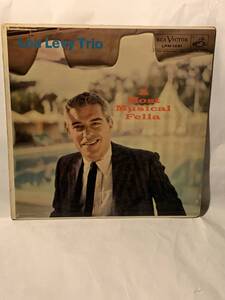 Lou Levy Trio
RCA VICTOR
A
Most
Musical
Fella